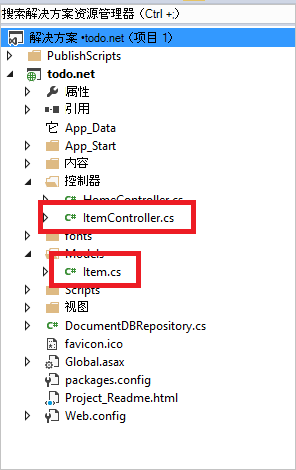 搜索解决方案资源管理器 (Ctrl +;)
解决方案 "todo.net" (项目 1)
PublishScripts
todo.net
属性
引用
App_Data
App_Start
内容
控制器
HomeController.cs
ItemController.cs
fonts
Models
Item.cs
Scripts
视图
DocumentDBRepository.cs
favicon.ico
Global.asax
packages.config
Project_Readme.html
Web.config